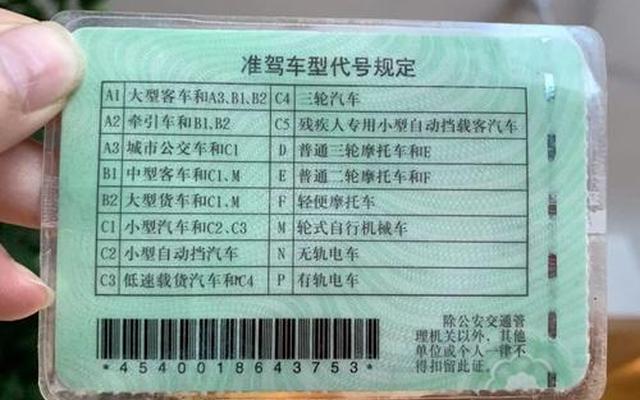 准驾车型代号规定
A1 大型客车和A3、B1、B2 C4 三轮汽车
A2 牵引车和B1、B2 C5 残疾人专用小型自动挡载客汽车
A3 城市公交车和C1 D 普通三轮摩托车和E
B1 中型客车和C1、M E 普通二轮摩托车和F
B2 大型货车和C1、M F 轻便摩托车
C1 小型汽车和C2、C3 M 轮式自行机械车
C2 小型自动挡汽车 N 无轨电车
C3 低速载货汽车和C4 P 有轨电车
*4540018643753*
除公安交通管
理机关以外，其他
单位或个人一律不
得扣留此证。